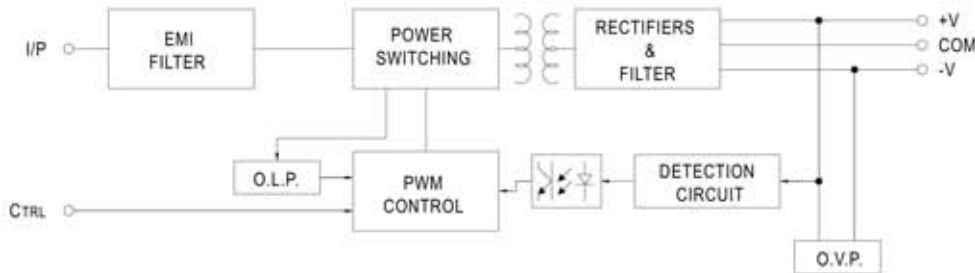 I/P
EMI
FILTER
POWER
SWITCHING
RECTIFIERS
&
FILTER
+V
COM
-V
O.L.P.
PWM
CONTROL
DETECTION
CIRCUIT
CTRL
O.V.P.